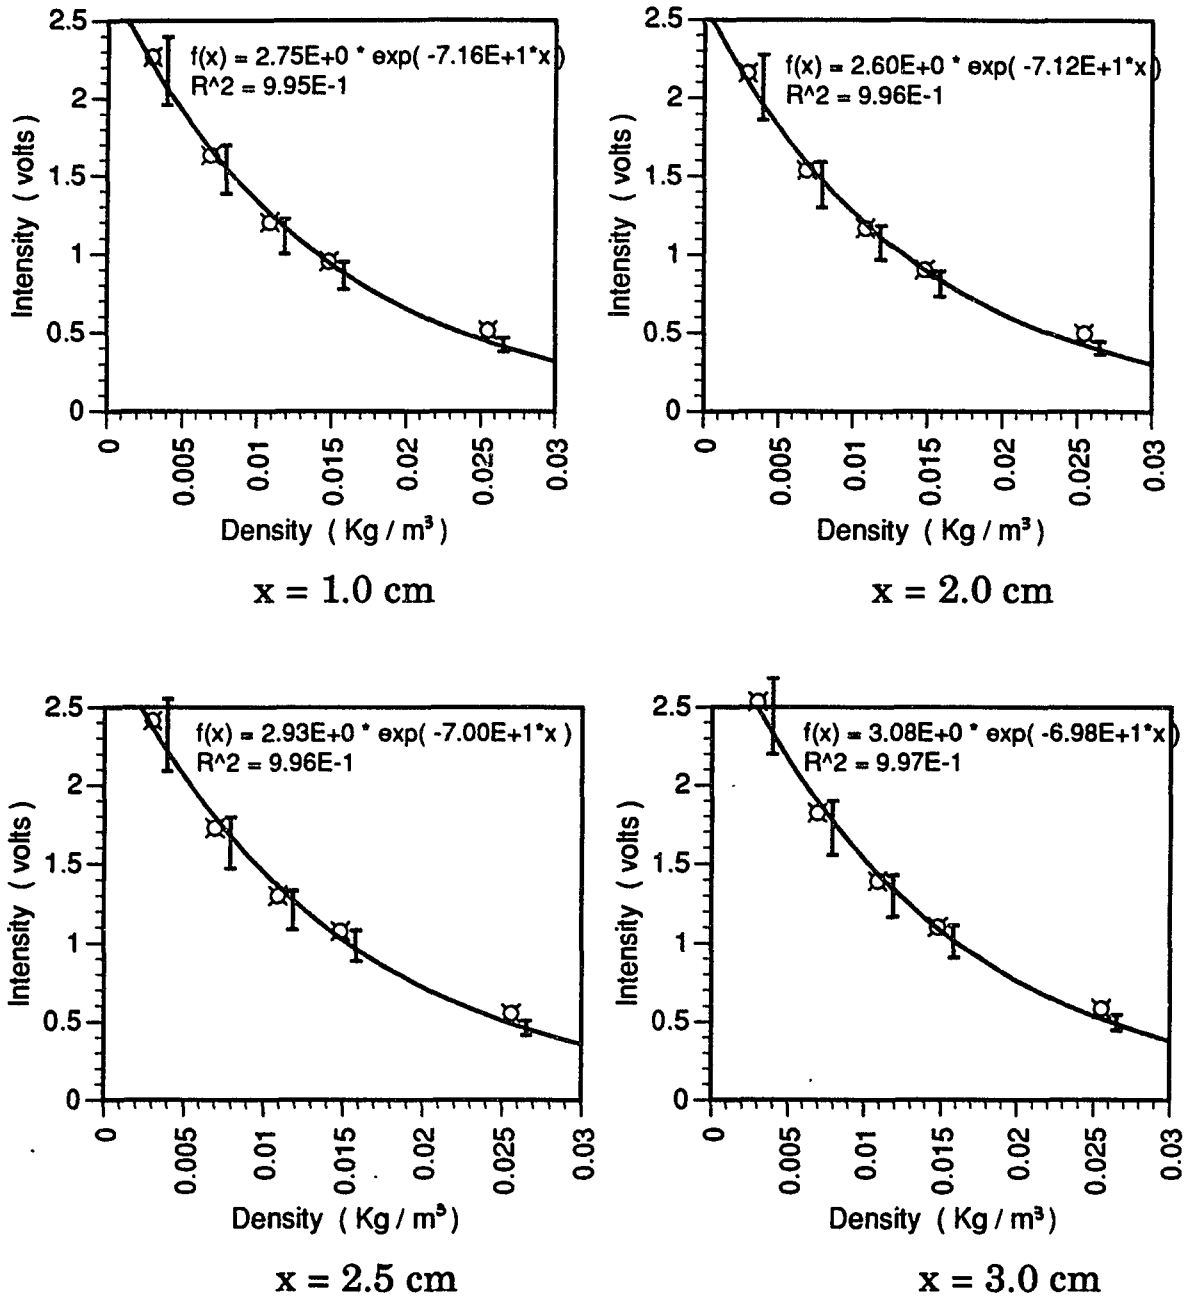 2.5
2
1.5
1
0.5
0
Intensity ( volts )
f(x) = 2.75E+0 * exp( -7.16E+1*x )
R^2 = 9.95E-1
0
0.005
0.01
0.015
0.02
0.025
0.03
Density ( Kg / m³ )
x = 1.0 cm
2.5
2
1.5
1
0.5
0
Intensity ( volts )
f(x) = 2.60E+0 * exp( -7.12E+1*x )
R^2 = 9.96E-1
0
0.005
0.01
0.015
0.02
0.025
0.03
Density ( Kg / m³ )
x = 2.0 cm
2.5
2
1.5
1
0.5
0
Intensity ( volts )
f(x) = 2.93E+0 * exp( -7.00E+1*x )
R^2 = 9.96E-1
0
0.005
0.01
0.015
0.02
0.025
0.03
Density ( Kg / m³ )
x = 2.5 cm
2.5
2
1.5
1
0.5
0
Intensity ( volts )
f(x) = 3.08E+0 * exp( -6.98E+1*x )
R^2 = 9.97E-1
0
0.005
0.01
0.015
0.02
0.025
0.03
Density ( Kg / m³ )
x = 3.0 cm